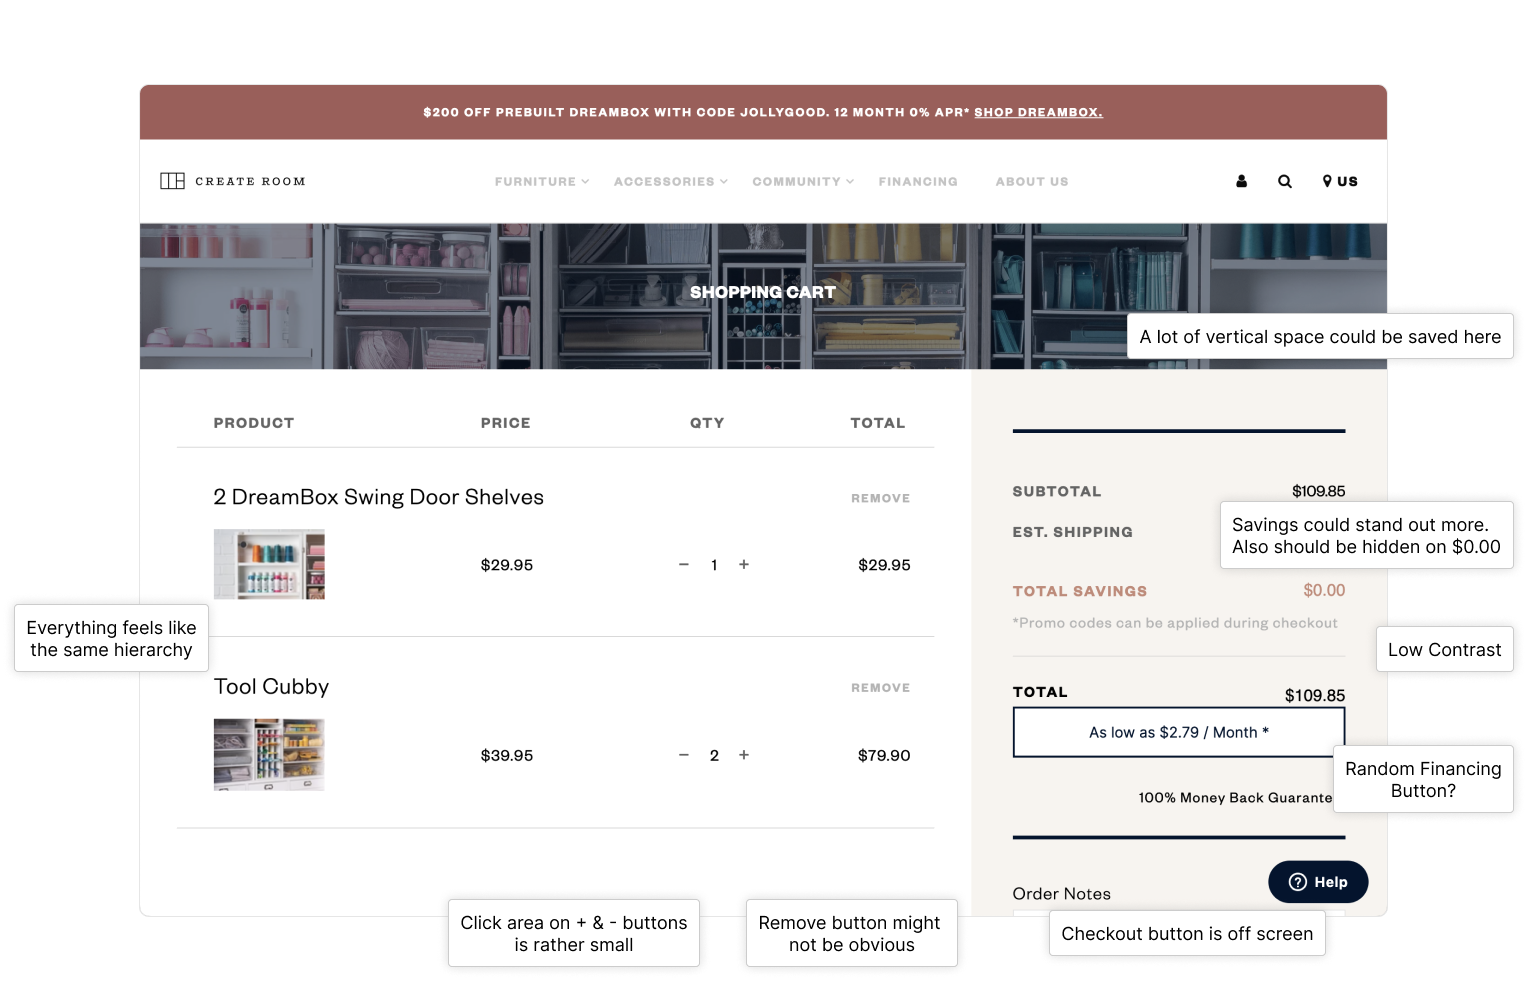 $200 OFF PREBUILT DREAMBOX WITH CODE JOLLYGOOD. 12 MONTH 0% APR* SHOP DREAMBOX.
CREATE ROOM
FURNITURE ACCESSORIES COMMUNITY FINANCING ABOUT US
US
SHOPPING CART
A lot of vertical space could be saved here
PRODUCT PRICE QTY TOTAL
2 DreamBox Swing Door Shelves REMOVE
$29.95 − 1 + $29.95
Everything feels like
the same hierarchy
Tool Cubby REMOVE
$39.95 − 2 + $79.90
SUBTOTAL $109.85
EST. SHIPPING
Savings could stand out more.
Also should be hidden on $0.00
TOTAL SAVINGS $0.00
*Promo codes can be applied during checkout
Low Contrast
TOTAL $109.85
As low as $2.79 / Month *
Random Financing
Button?
100% Money Back Guarante
Help
Order Notes
Click area on + & - buttons
is rather small
Remove button might
not be obvious
Checkout button is off screen